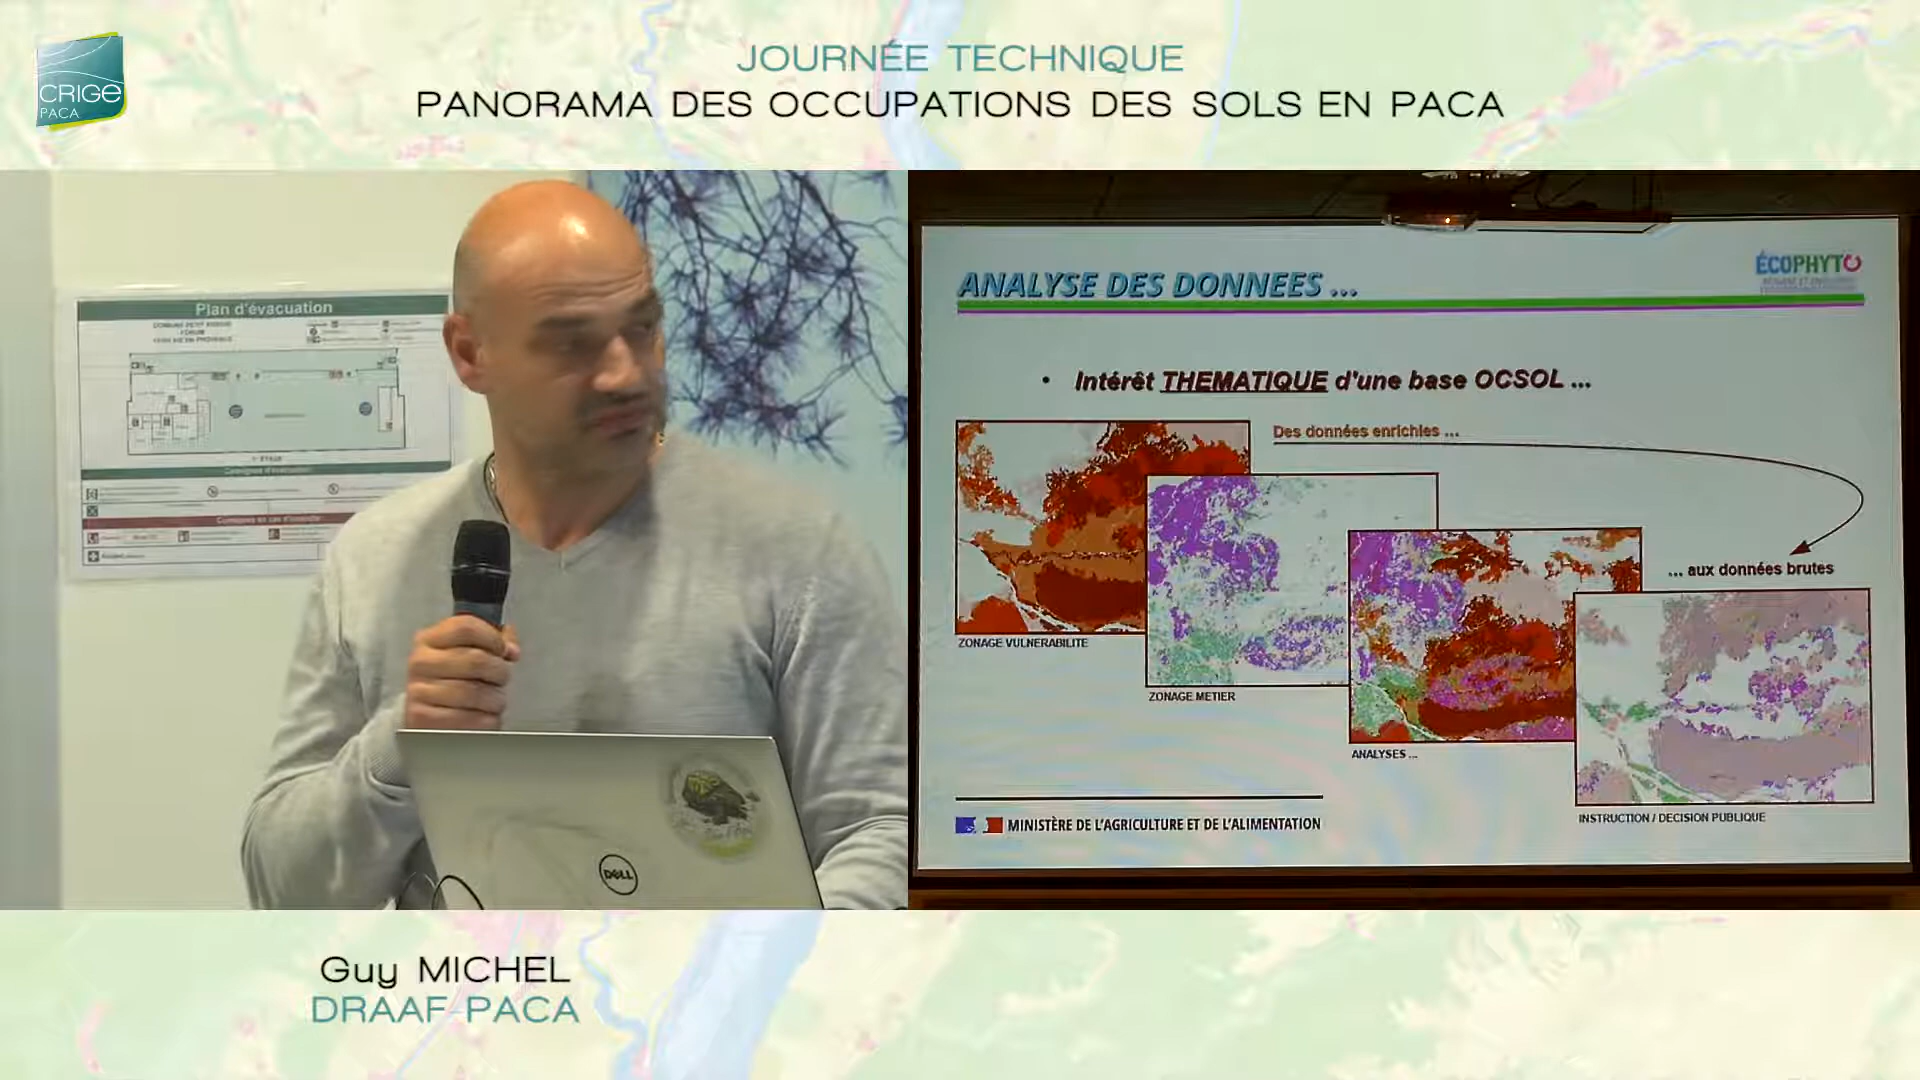 CRIGE
PACA
JOURNÉE TECHNIQUE
PANORAMA DES OCCUPATIONS DES SOLS EN PACA
Plan d'évacuation
DELL
ANALYSE DES DONNEES ...
ÉCOPHYTO
• Intérêt THEMATIQUE d'une base OCSOL ...
Des données enrichies ...
... aux données brutes
ZONAGE VULNERABILITE
ZONAGE METIER
ANALYSES ...
INSTRUCTION / DECISION PUBLIQUE
MINISTÈRE DE L'AGRICULTURE ET DE L'ALIMENTATION
Guy MICHEL
DRAAF-PACA